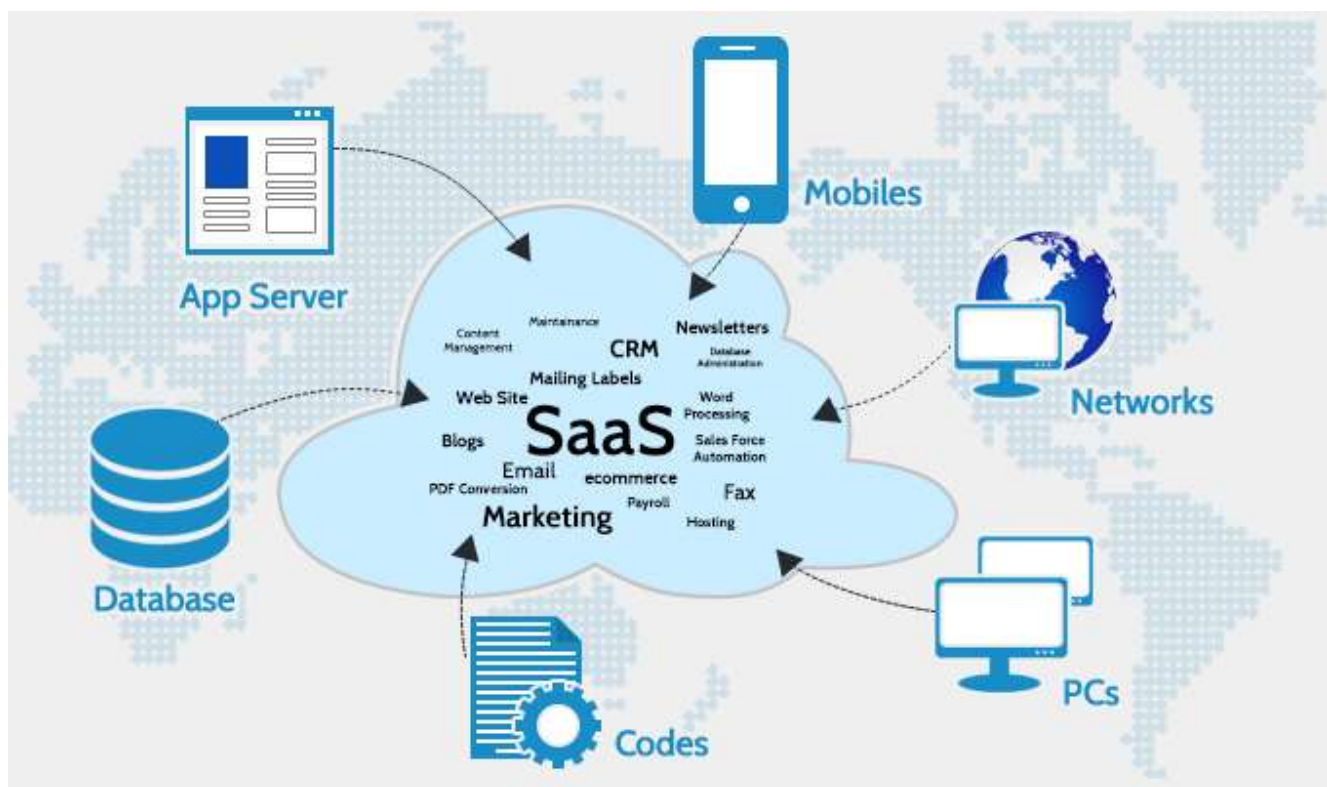 Mobiles
App Server
Networks
Database
PCs
Codes
Maintainance
Content
Management
CRM
Newsletters
Database
Administration
Mailing Labels
Web Site
Word
Processing
SaaS
Blogs
Sales Force
Automation
Email
ecommerce
PDF Conversion
Payroll
Fax
Marketing
Hosting